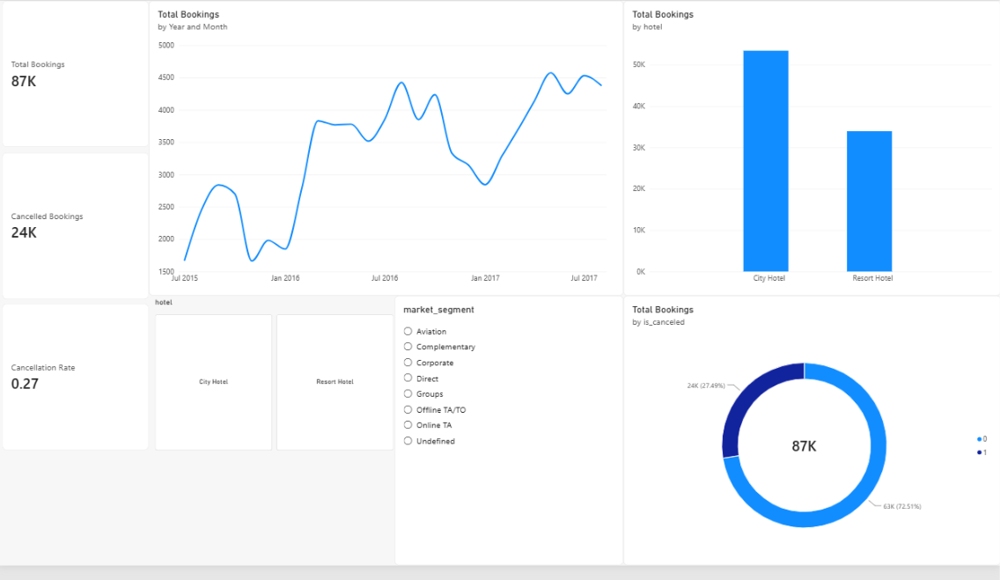 Total Bookings
87K
Cancelled Bookings
24K
Cancellation Rate
0.27
Total Bookings
by Year and Month
5000
4500
4000
3500
3000
2500
2000
1500
Jul 2015
Jan 2016
Jul 2016
Jan 2017
Jul 2017
Total Bookings
by hotel
50K
40K
30K
20K
10K
0K
City Hotel
Resort Hotel
hotel
City Hotel
Resort Hotel
market_segment
Aviation
Complementary
Corporate
Direct
Groups
Offline TA/TO
Online TA
Undefined
Total Bookings
by is_canceled
24K (27.49%)
87K
63K (72.51%)
0
1